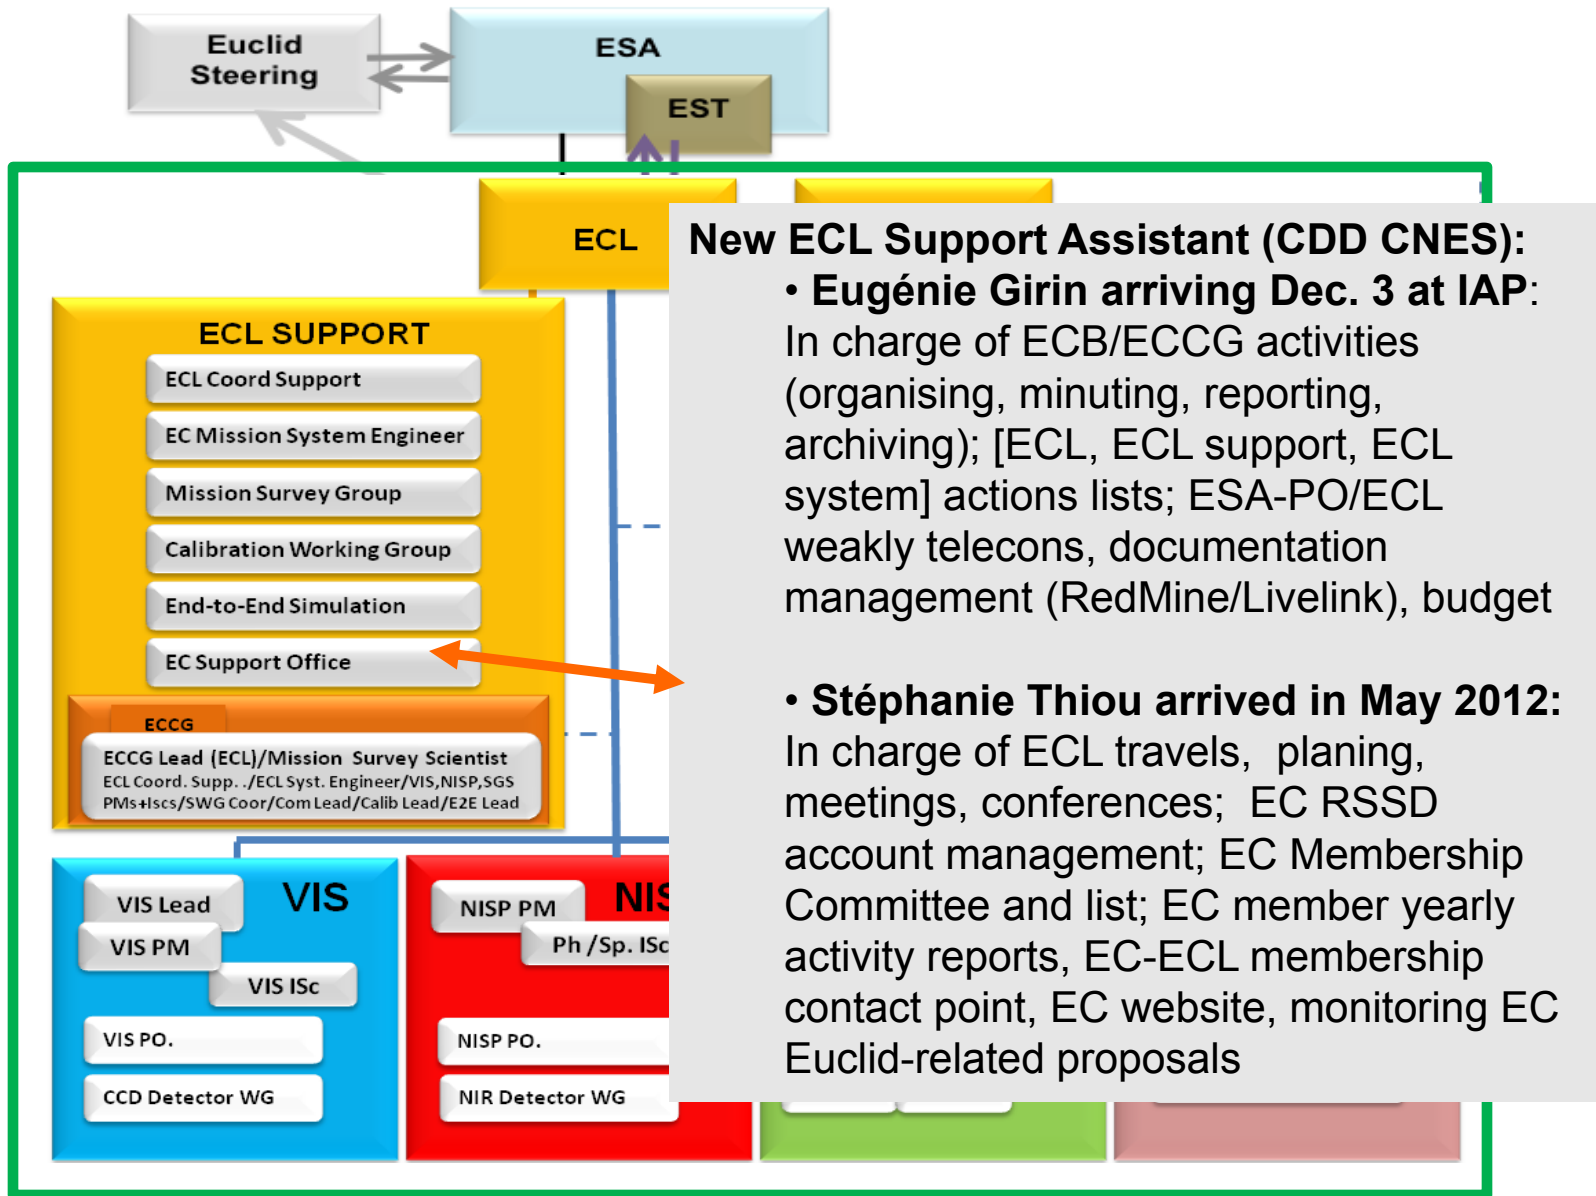 Euclid
Steering
ESA
EST
ECL
ECL SUPPORT
ECL Coord Support
EC Mission System Engineer
Mission Survey Group
Calibration Working Group
End-to-End Simulation
EC Support Office
ECCG
ECCG Lead (ECL)/Mission Survey Scientist
ECL Coord. Supp. ./ECL Syst. Engineer/VIS,NISP,SGS
PMs+Iscs/SWG Coor/Com Lead/Calib Lead/E2E Lead
New ECL Support Assistant (CDD CNES):
• Eugénie Girin arriving Dec. 3 at IAP:
In charge of ECB/ECCG activities
(organising, minuting, reporting,
archiving); [ECL, ECL support, ECL
system] actions lists; ESA-PO/ECL
weakly telecons, documentation
management (RedMine/Livelink), budget
• Stéphanie Thiou arrived in May 2012:
In charge of ECL travels, planing,
meetings, conferences; EC RSSD
account management; EC Membership
Committee and list; EC member yearly
activity reports, EC-ECL membership
contact point, EC website, monitoring EC
Euclid-related proposals
VIS
VIS Lead
VIS PM
VIS ISc
VIS PO.
CCD Detector WG
NIS
NISP PM
Ph /Sp. ISc
NISP PO.
NIR Detector WG